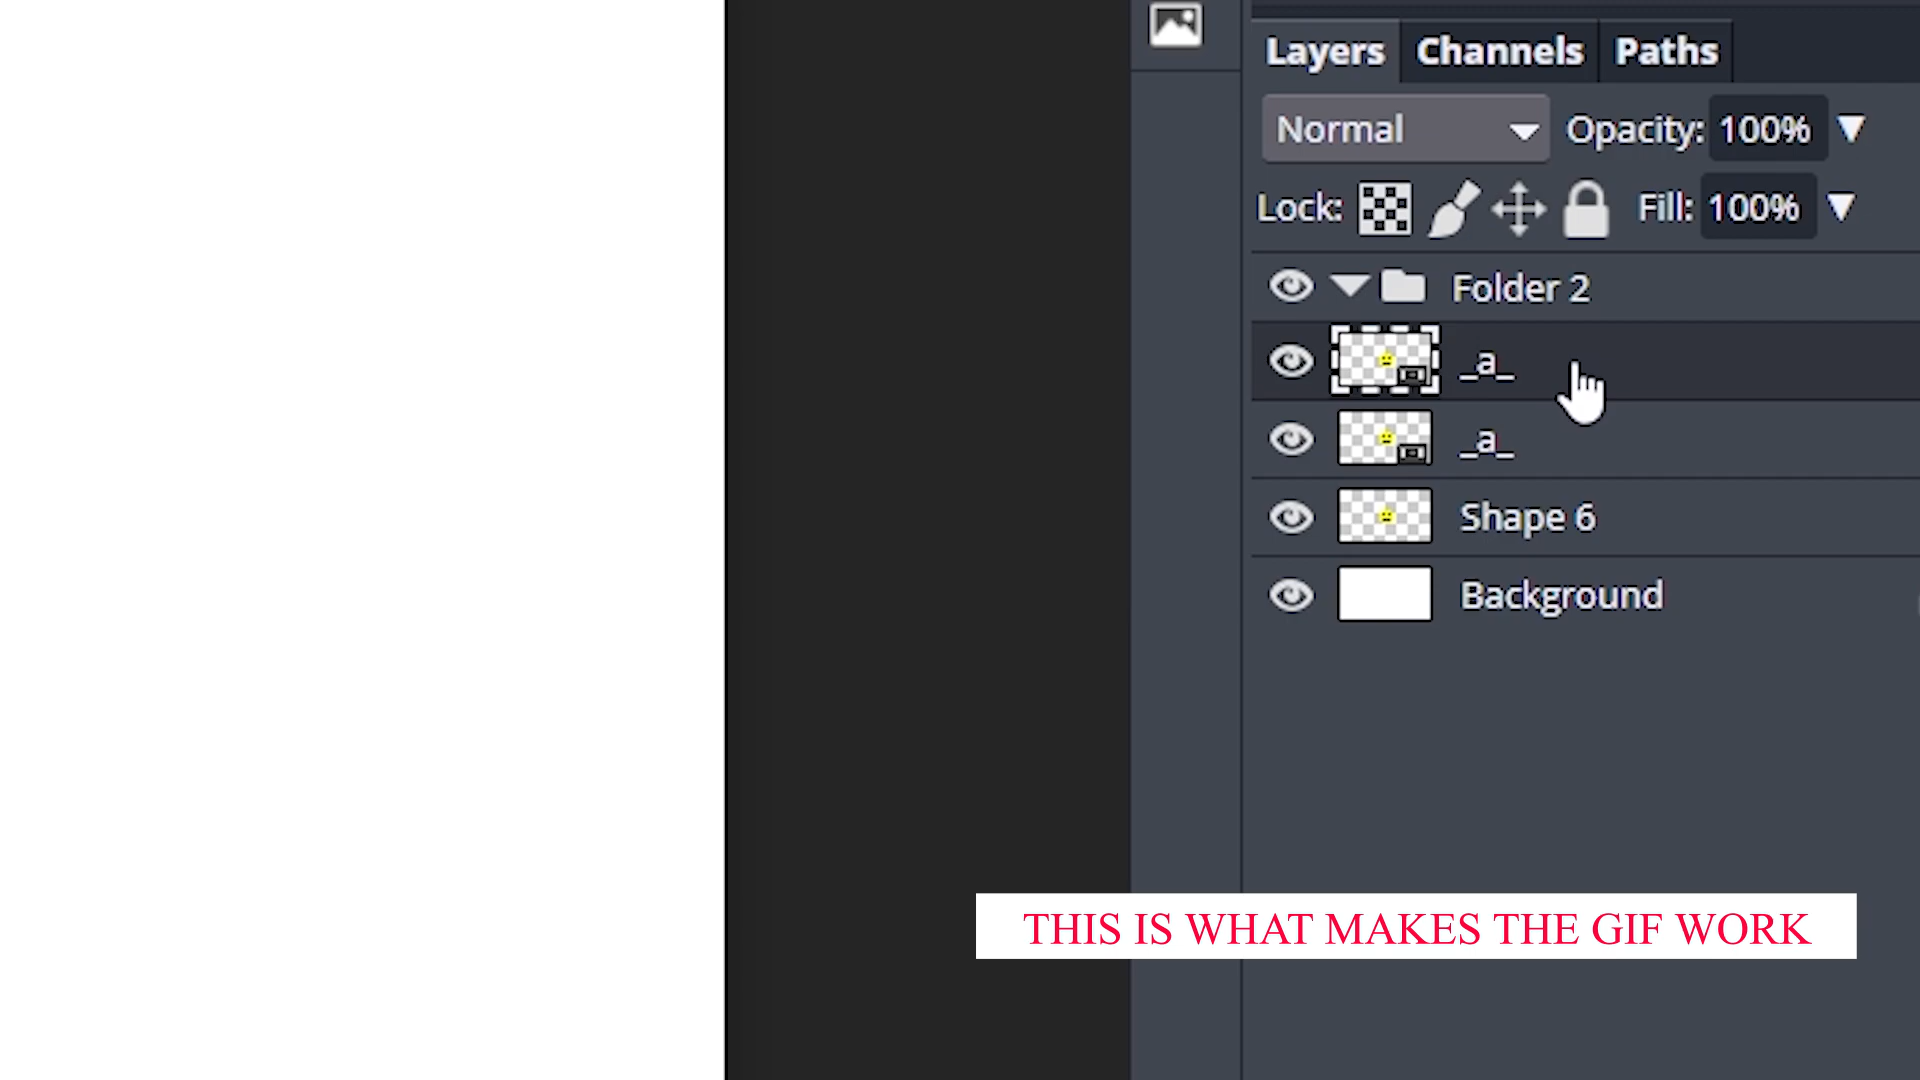 Layers Channels Paths
Normal Opacity: 100%
Lock: Fill: 100%
Folder 2
_a_
_a_
Shape 6
Background
THIS IS WHAT MAKES THE GIF WORK